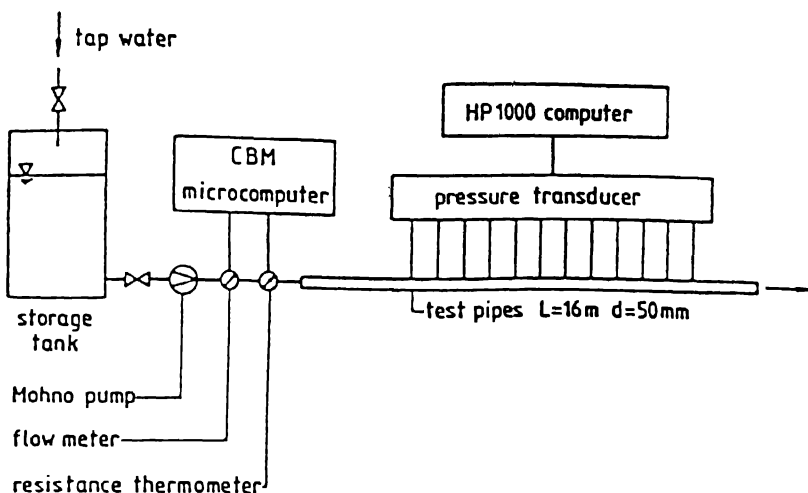 tap water
HP1000 computer
CBM
microcomputer
pressure transducer
test pipes L=16m d=50mm
storage
tank
Mohno pump
flow meter
resistance thermometer